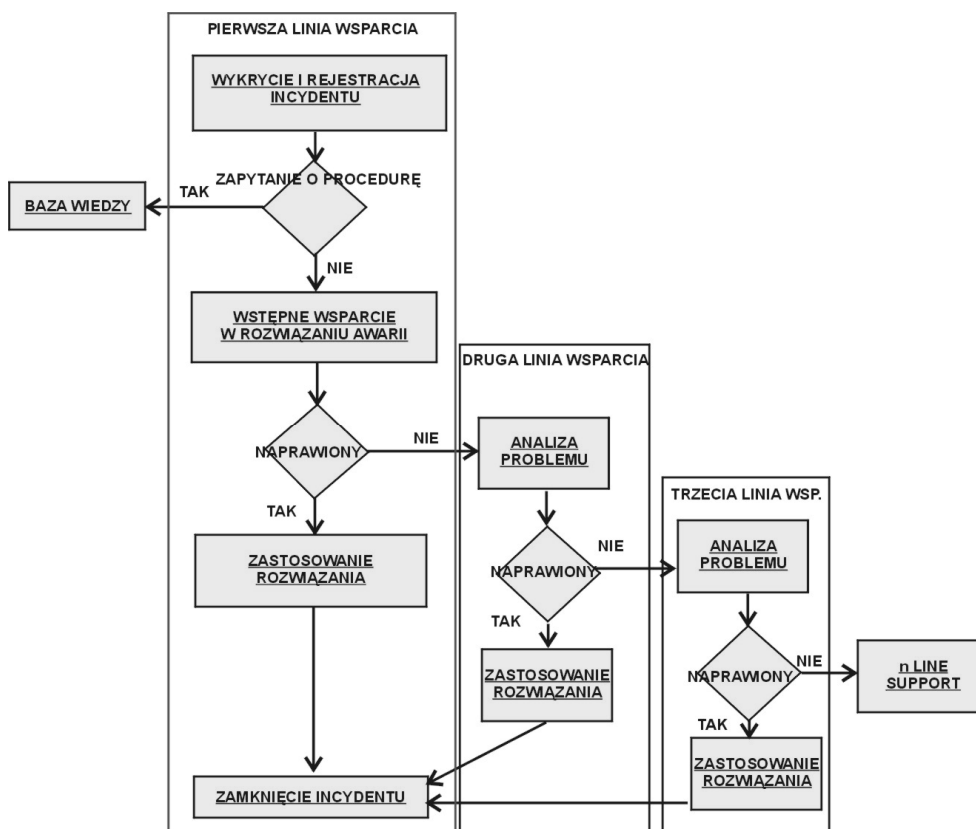 PIERWSZA LINIA WSPARCIA
WYKRYCIE I REJESTRACJA
INCYDENTU
ZAPYTANIE O PROCEDURĘ
TAK
BAZA WIEDZY
NIE
WSTĘPNE WSPARCIE
W ROZWIĄZANIU AWARII
DRUGA LINIA WSPARCIA
NAPRAWIONY
NIE
ANALIZA
PROBLEMU
TAK
TRZECIA LINIA WSP.
ZASTOSOWANIE
ROZWIĄZANIA
NAPRAWIONY
NIE
ANALIZA
PROBLEMU
TAK
ZASTOSOWANIE
ROZWIĄZANIA
NAPRAWIONY
NIE
n LINE
SUPPORT
TAK
ZASTOSOWANIE
ROZWIĄZANIA
ZAMKNIĘCIE INCYDENTU